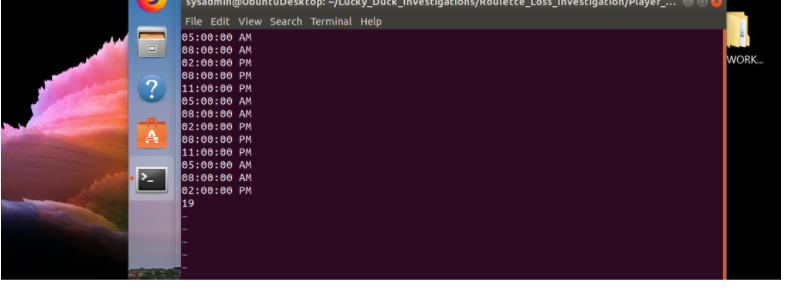 sysadmin@UbuntuDesktop: ~/Lucky_Duck_Investigations/Roulette_Loss_Investigation/Player_...
File Edit View Search Terminal Help
05:00:00 AM
08:00:00 AM
02:00:00 PM
08:00:00 PM
11:00:00 PM
05:00:00 AM
08:00:00 AM
02:00:00 PM
08:00:00 PM
11:00:00 PM
05:00:00 AM
08:00:00 AM
02:00:00 PM
19
~
~
~
~
WORK...